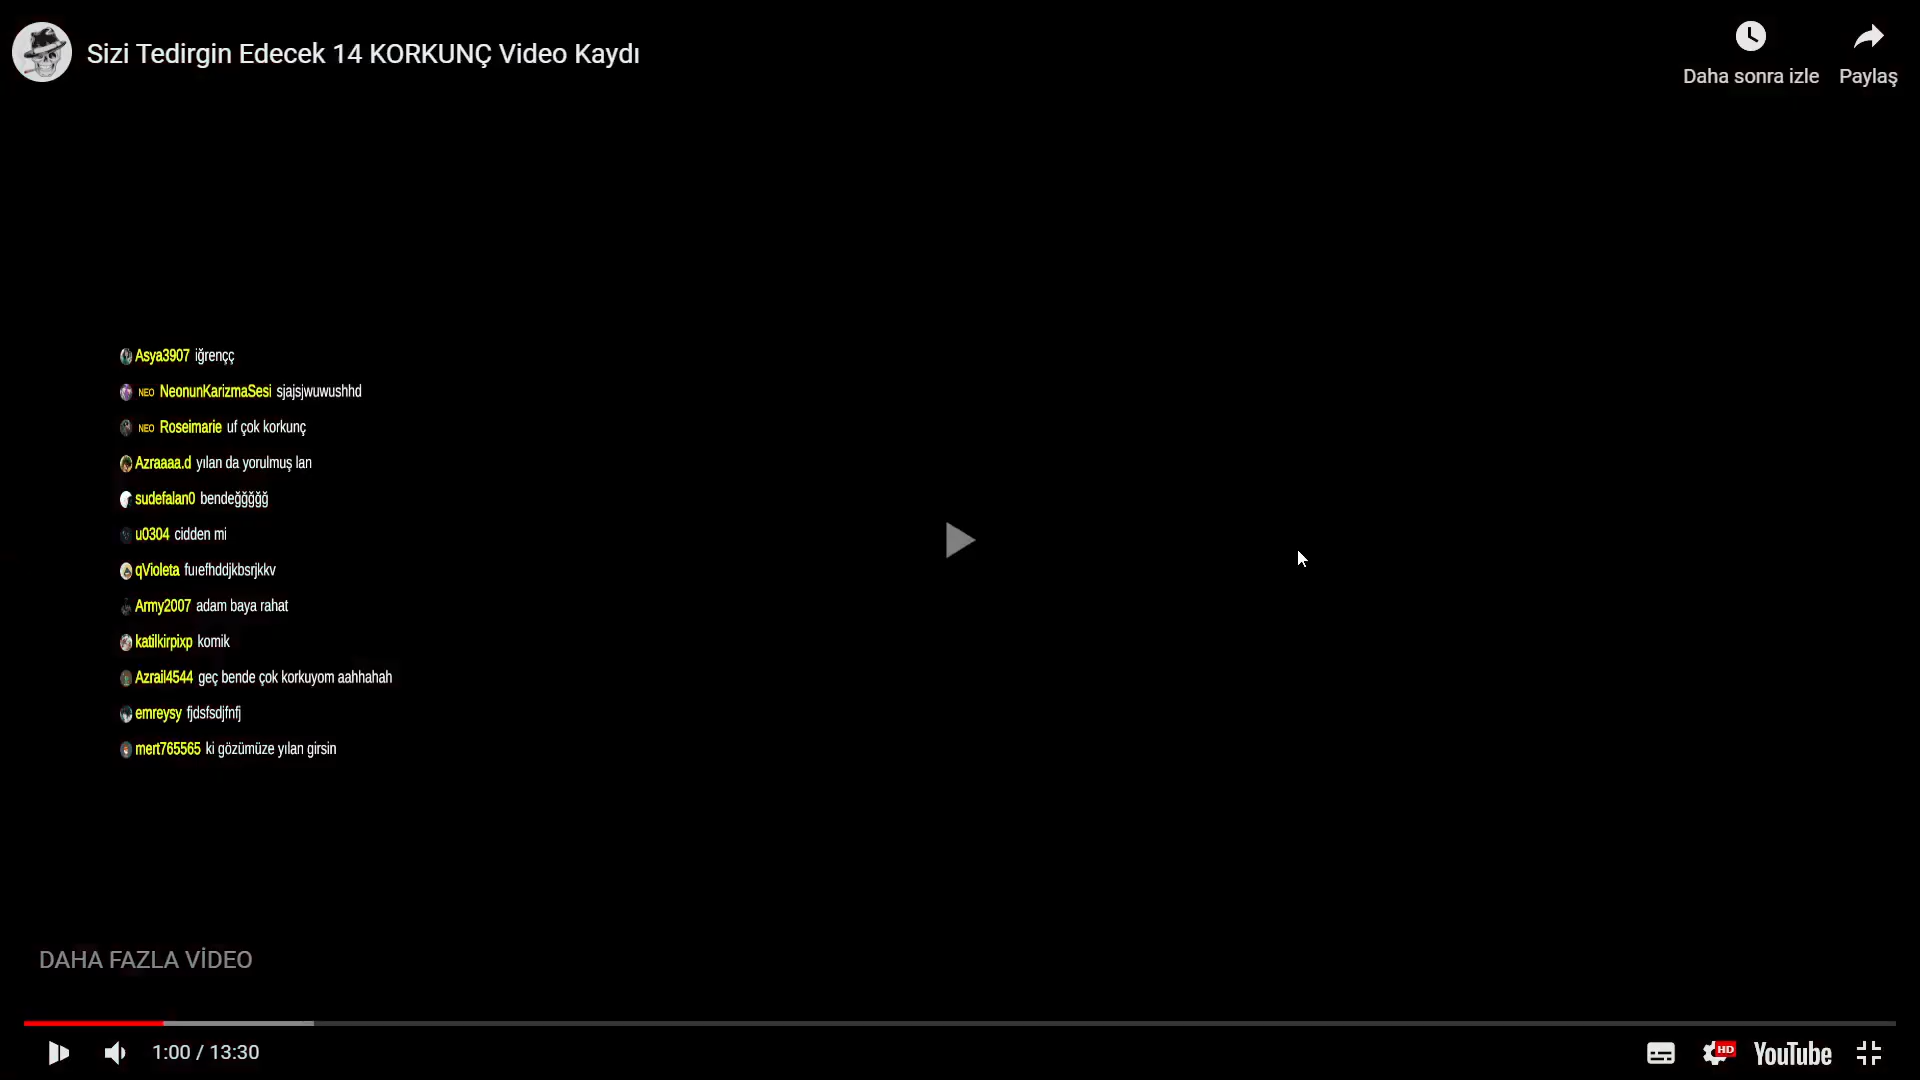 Sizi Tedirgin Edecek 14 KORKUNÇ Video Kaydı
Daha sonra izle
Paylaş
Asya3907 iğrençç
NEO NeonunKarizmaSesi sjajsjwuwushhd
NEO Roseimarie uf çok korkunç
Azraaaa.d yılan da yorulmuş lan
sudefalan0 bendeğğğğğ
u0304 cidden mi
qVioleta fuıefhddjkbsrjkkv
Army2007 adam baya rahat
katilkirpixp komik
Azrail4544 geç bende çok korkuyom aahhahah
emreysy fjdsfsdjfnfj
mert765565 ki gözümüze yılan girsin
DAHA FAZLA VİDEO
1:00 / 13:30
HD
YouTube